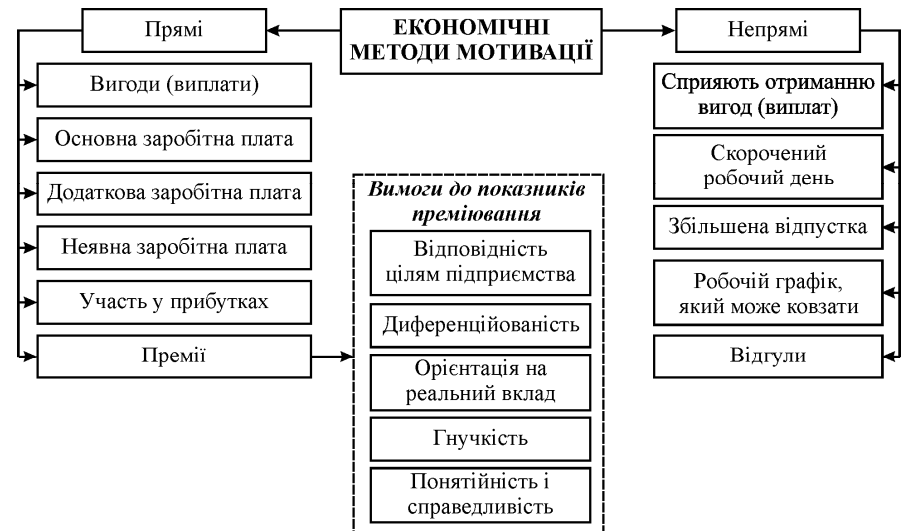 Прямі
ЕКОНОМІЧНІ
МЕТОДИ МОТИВАЦІЇ
Непрямі
Вигоди (виплати)
Основна заробітна плата
Додаткова заробітна плата
Неявна заробітна плата
Участь у прибутках
Премії
Вимоги до показників
преміювання
Відповідність
цілям підприємства
Диференційованість
Орієнтація на
реальний вклад
Гнучкість
Понятійність і
справедливість
Сприяють отриманню
вигод (виплат)
Скорочений
робочий день
Збільшена відпустка
Робочій графік,
який може ковзати
Відгули